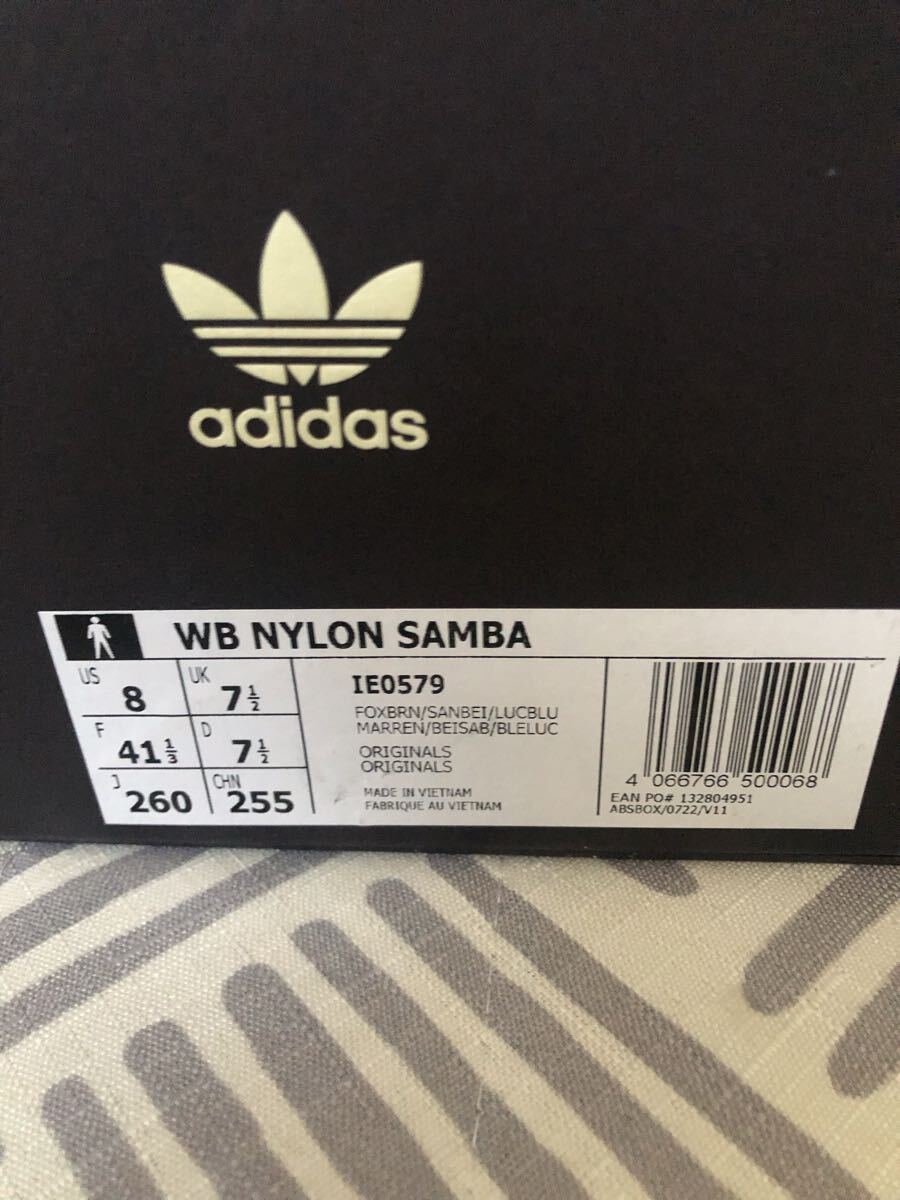 adidas
WB NYLON SAMBA
US 8 UK 7½
F 41⅓ D 7½
J 260 CHN 255
IE0579
FOXBRN/SANBEI/LUCBLU
MARREN/BEISAB/BLELUC
ORIGINALS
ORIGINALS
MADE IN VIETNAM
FABRIQUE AU VIETNAM
4 066766 500068
EAN PO# 132804951
ABSBOX/0722/V11